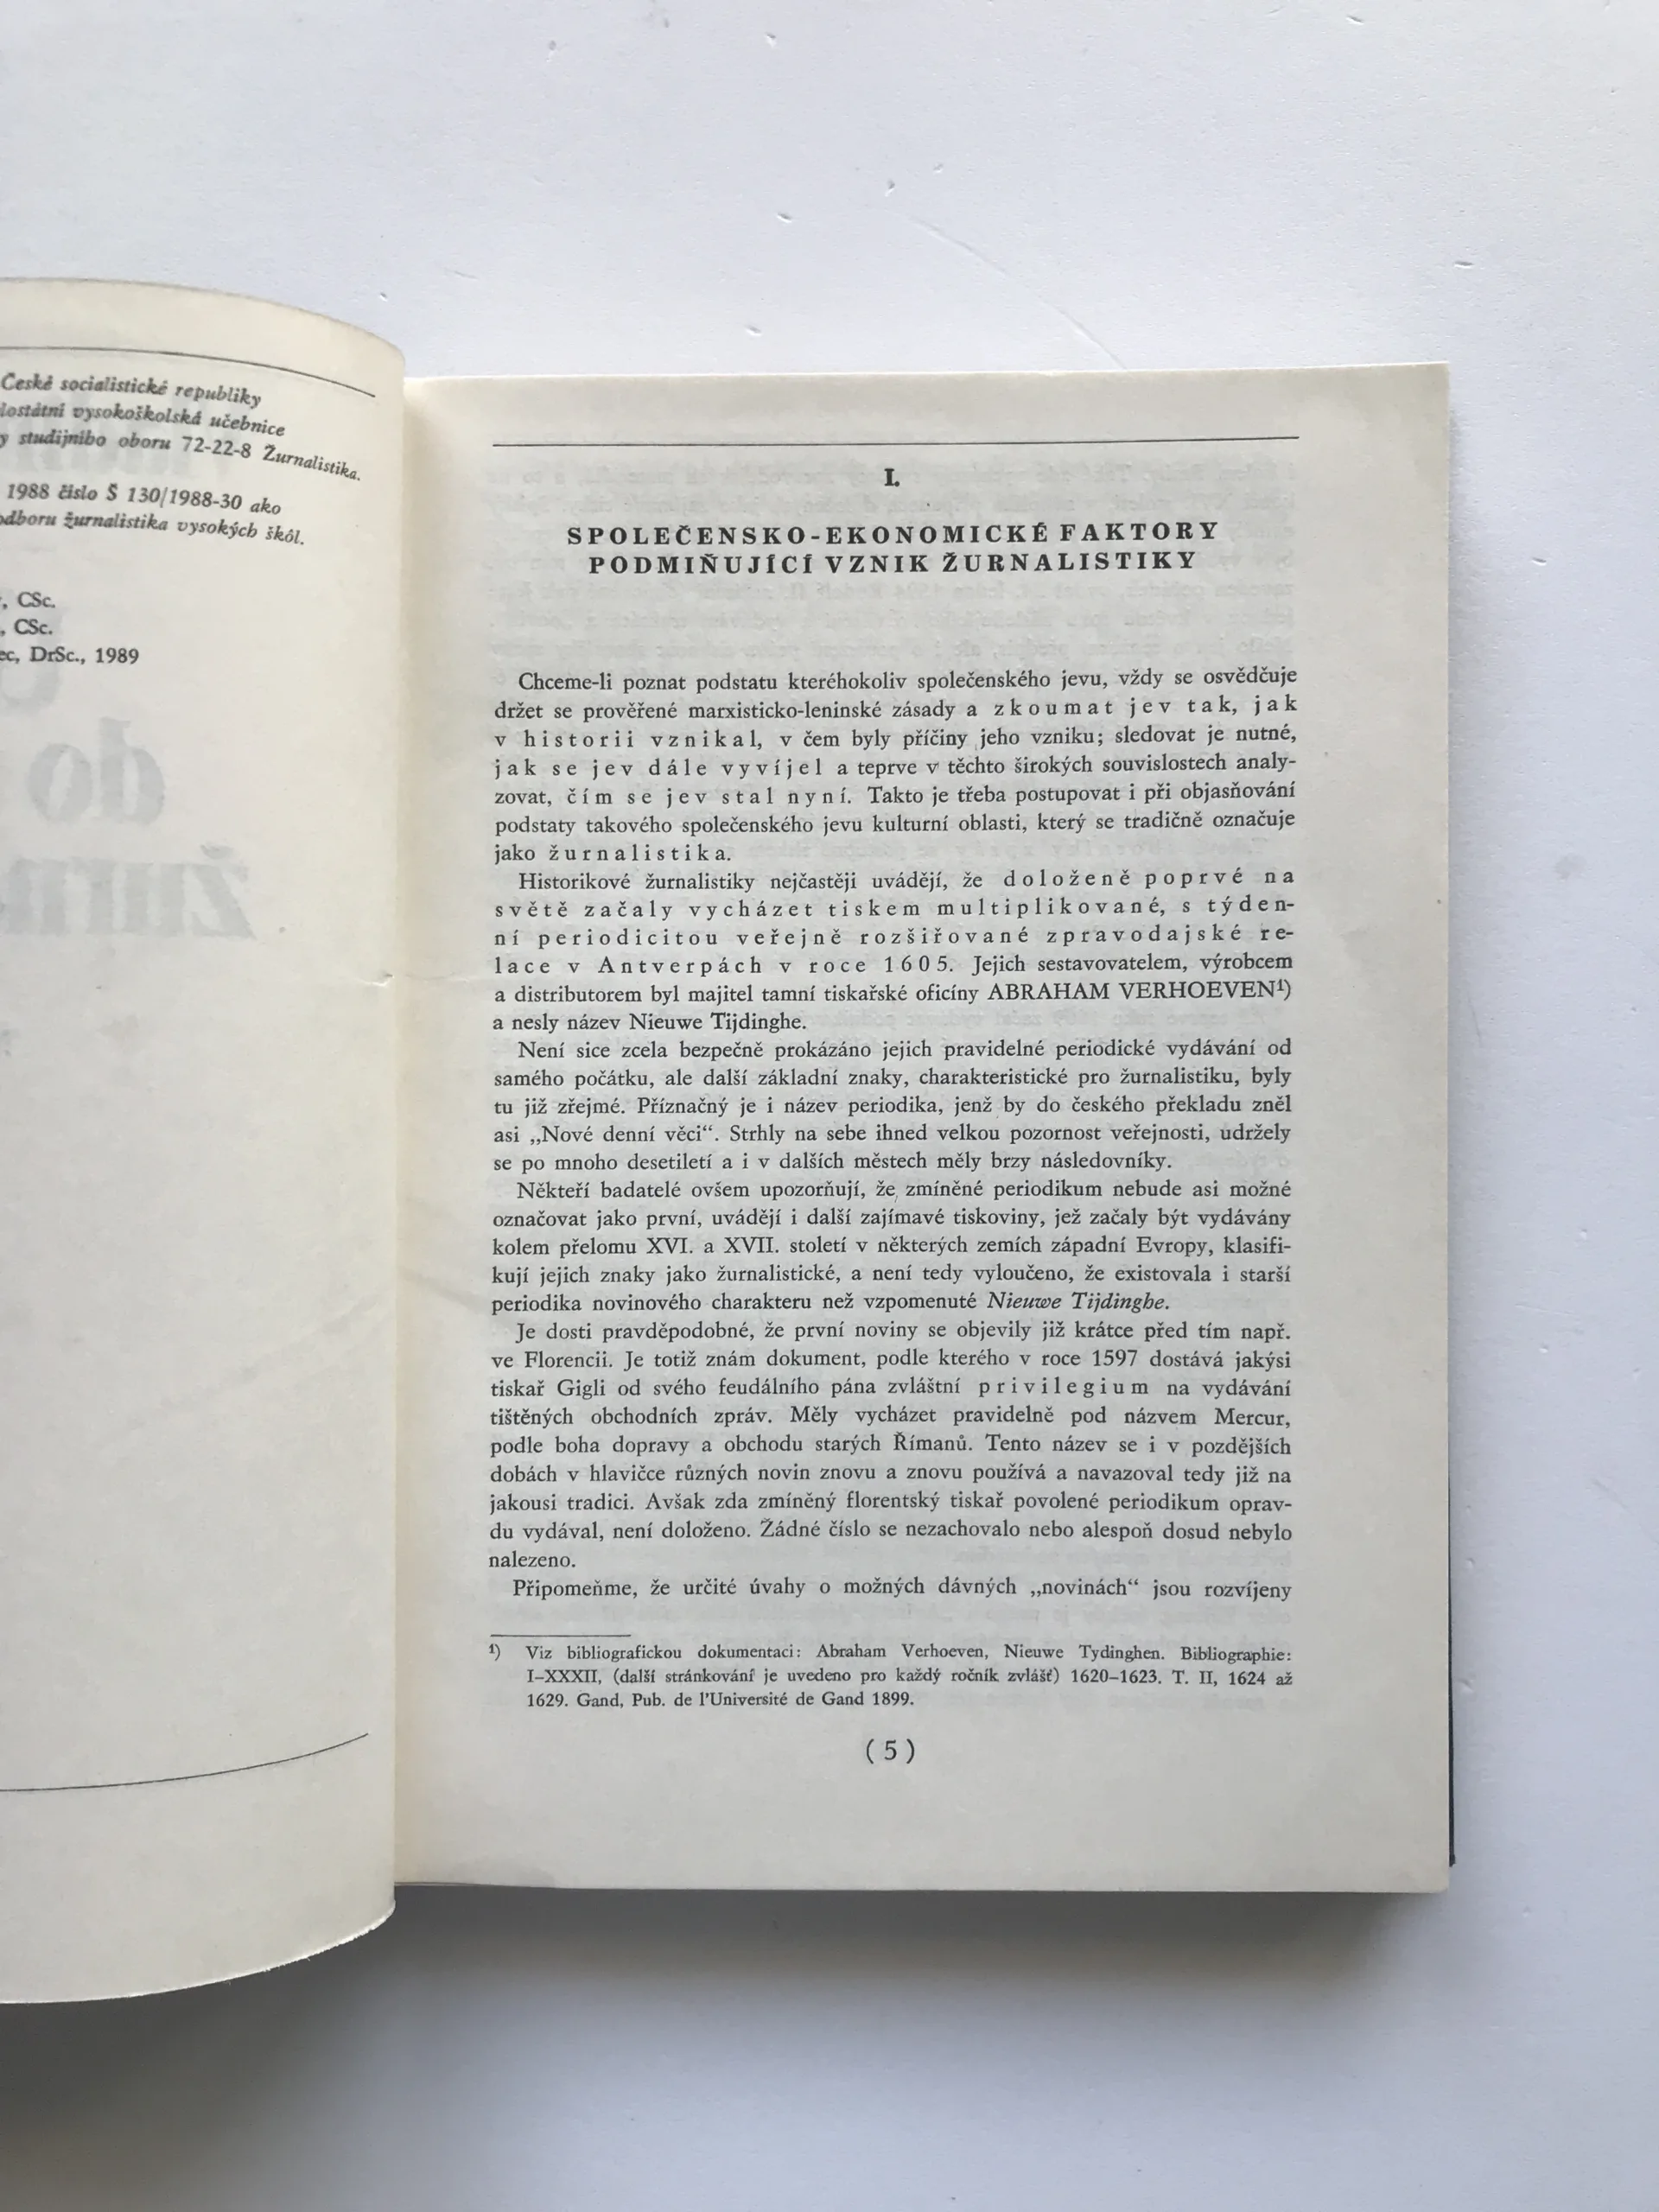 České socialistické republiky
vysokoškolská učebnice
studijního oboru 72-22-8 Žurnalistika.
1988 číslo Š 130/1988-30 ako
žurnalistika vysokých škôl.
, CSc.
, CSc.
DrSc., 1989
I.
SPOLEČENSKO-EKONOMICKÉ FAKTORY
PODMIŇUJÍCÍ VZNIK ŽURNALISTIKY
Chceme-li poznat podstatu kteréhokoliv společenského jevu, vždy se osvědčuje
držet se prověřené marxisticko-leninské zásady a zkoumat jev tak, jak
v historii vznikal, v čem byly příčiny jeho vzniku; sledovat je nutné,
jak se jev dále vyvíjel a teprve v těchto širokých souvislostech analy-
zovat, čím se jev stal nyní. Takto je třeba postupovat i při objasňování
podstaty takového společenského jevu kulturní oblasti, který se tradičně označuje
jako žurnalistika.
Historikové žurnalistiky nejčastěji uvádějí, že doloženě poprvé na
světě začaly vycházet tiskem multiplikované, s týden-
ní periodicitou veřejně rozšiřované zpravodajské re-
lace v Antverpách v roce 1605. Jejich sestavovatelem, výrobcem
a distributorem byl majitel tamní tiskařské oficíny ABRAHAM VERHOEVEN¹)
a nesly název Nieuwe Tijdinghe.
Není sice zcela bezpečně prokázáno jejich pravidelné periodické vydávání od
samého počátku, ale další základní znaky, charakteristické pro žurnalistiku, byly
tu již zřejmé. Příznačný je i název periodika, jenž by do českého překladu zněl
asi „Nové denní věci“. Strhly na sebe ihned velkou pozornost veřejnosti, udržely
se po mnoho desetiletí a i v dalších městech měly brzy následovníky.
Někteří badatelé ovšem upozorňují, že zmíněné periodikum nebude asi možné
označovat jako první, uvádějí i další zajímavé tiskoviny, jež začaly být vydávány
kolem přelomu XVI. a XVII. století v některých zemích západní Evropy, klasifi-
kují jejich znaky jako žurnalistické, a není tedy vyloučeno, že existovala i starší
periodika novinového charakteru než vzpomenuté Nieuwe Tijdinghe.
Je dosti pravděpodobné, že první noviny se objevily již krátce před tím např.
ve Florencii. Je totiž znám dokument, podle kterého v roce 1597 dostává jakýsi
tiskař Gigli od svého feudálního pána zvláštní privilegium na vydávání
tištěných obchodních zpráv. Měly vycházet pravidelně pod názvem Mercur,
podle boha dopravy a obchodu starých Římanů. Tento název se i v pozdějších
dobách v hlavičce různých novin znovu a znovu používá a navazoval tedy již na
jakousi tradici. Avšak zda zmíněný florentský tiskař povolené periodikum oprav-
du vydával, není doloženo. Žádné číslo se nezachovalo nebo alespoň dosud nebylo
nalezeno.
Připomeňme, že určité úvahy o možných dávných „novinách“ jsou rozvíjeny
¹) Viz bibliografickou dokumentaci: Abraham Verhoeven, Nieuwe Tydinghen. Bibliographie:
I–XXXII, (další stránkování je uvedeno pro každý ročník zvlášť) 1620–1623. T. II, 1624 až
1629. Gand, Pub. de l'Université de Gand 1899.
(5)